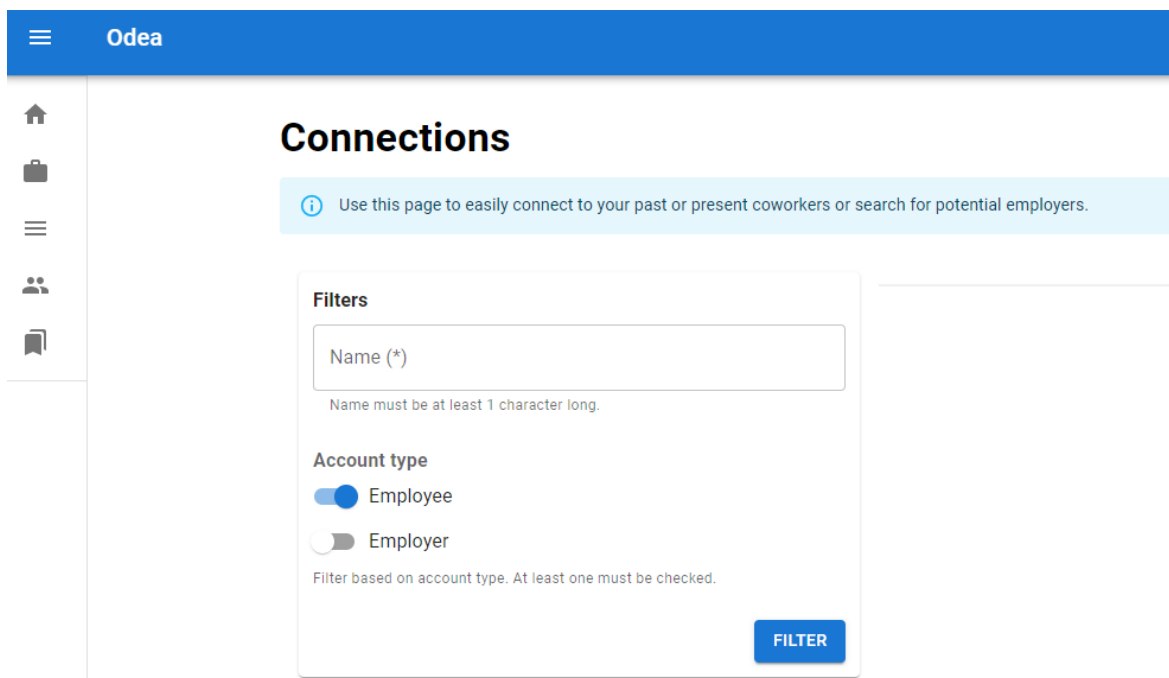 Odea
Connections
Use this page to easily connect to your past or present coworkers or search for potential employers.
Filters
Name (*)
Name must be at least 1 character long.
Account type
Employee
Employer
Filter based on account type. At least one must be checked.
FILTER